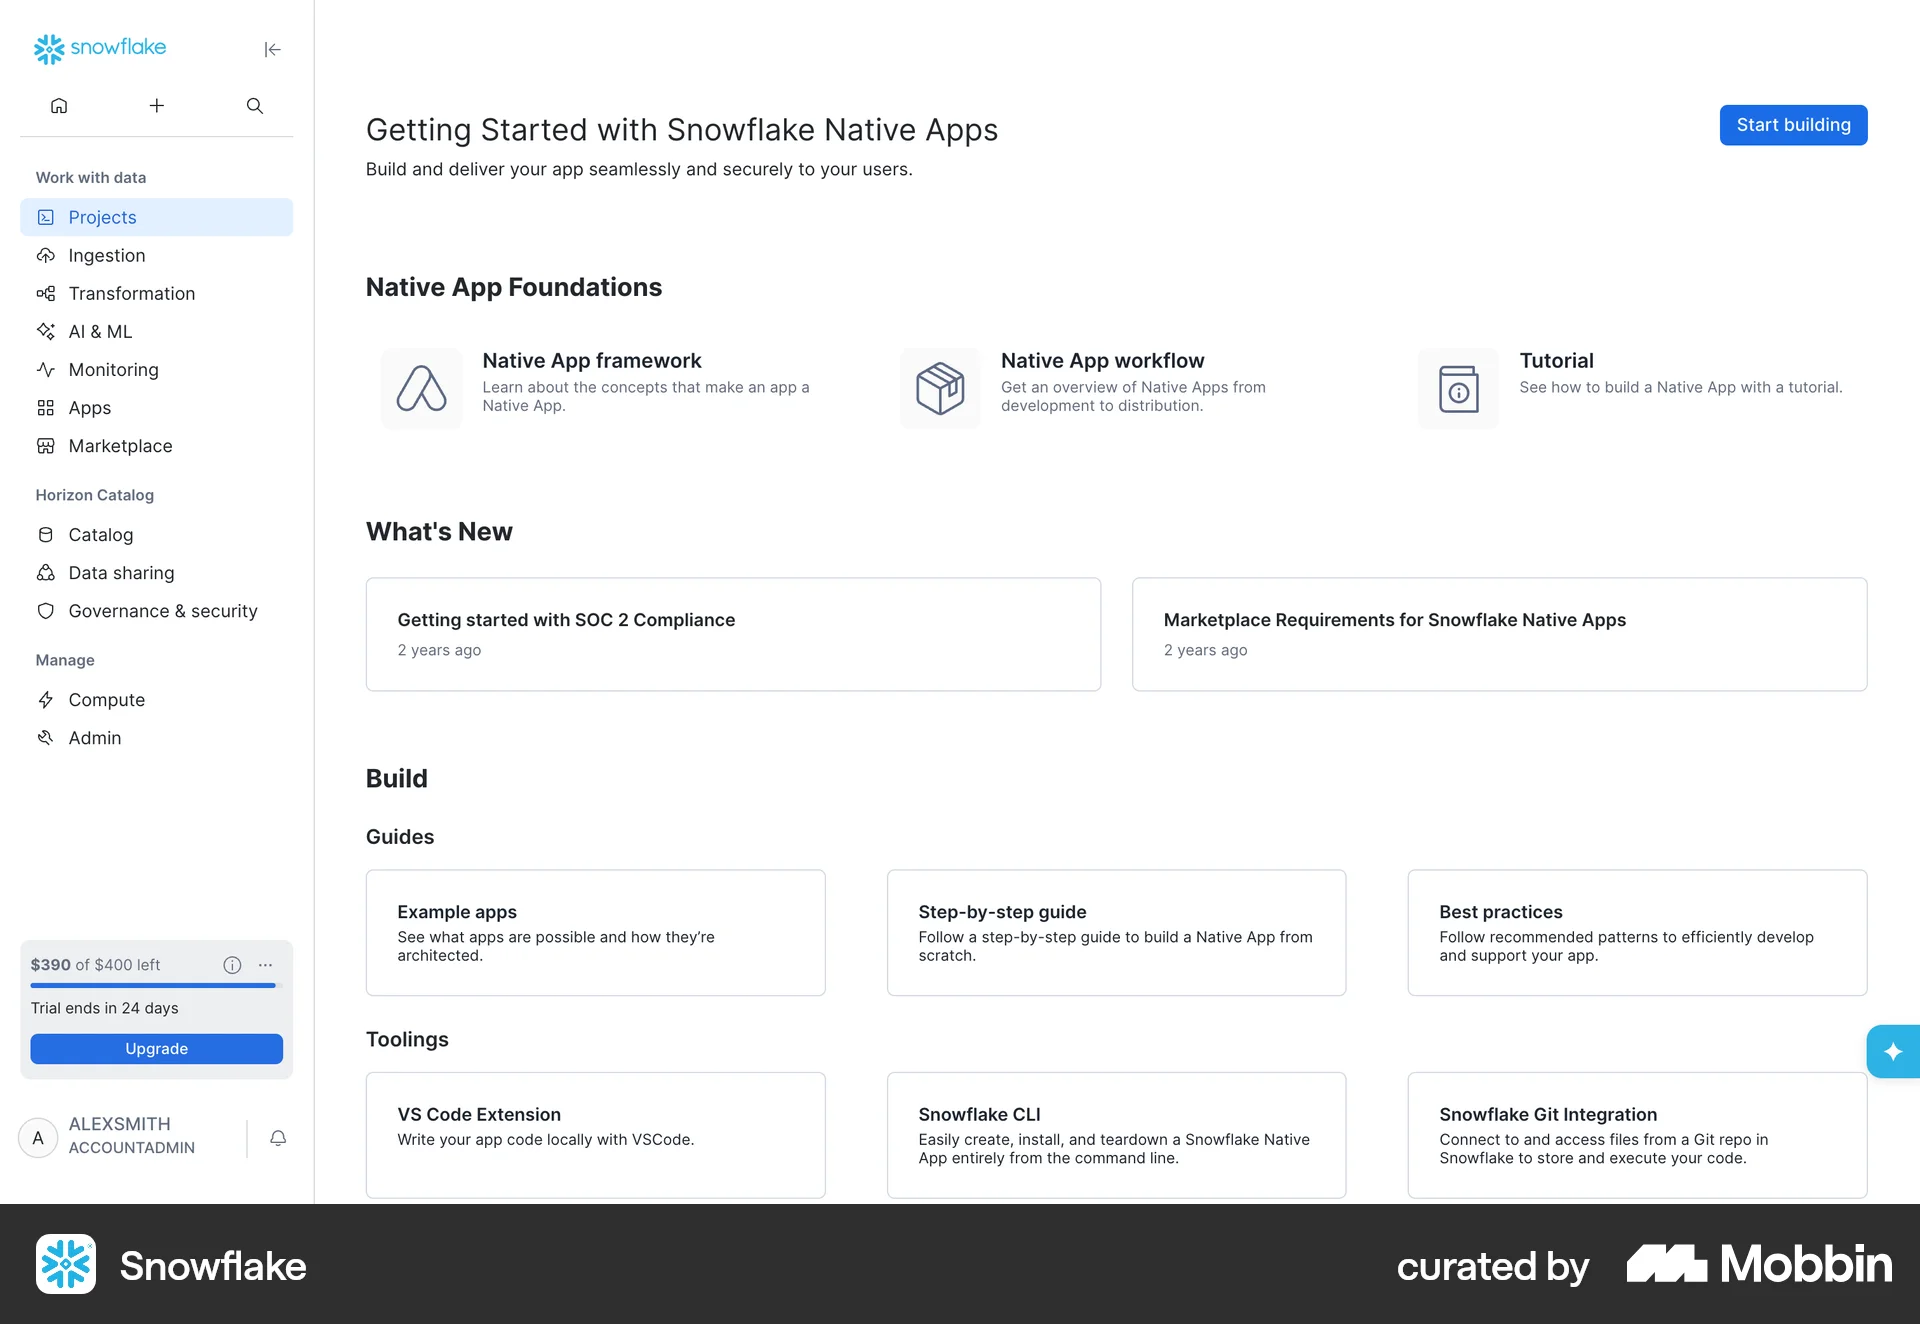 snowflake
Work with data
Projects
Ingestion
Transformation
AI & ML
Monitoring
Apps
Marketplace
Horizon Catalog
Catalog
Data sharing
Governance & security
Manage
Compute
Admin
$390 of $400 left
Trial ends in 24 days
Upgrade
A
ALEXSMITH
ACCOUNTADMIN
Getting Started with Snowflake Native Apps
Build and deliver your app seamlessly and securely to your users.
Start building
Native App Foundations
Native App framework
Learn about the concepts that make an app a
Native App.
Native App workflow
Get an overview of Native Apps from
development to distribution.
Tutorial
See how to build a Native App with a tutorial.
What's New
Getting started with SOC 2 Compliance
2 years ago
Marketplace Requirements for Snowflake Native Apps
2 years ago
Build
Guides
Example apps
See what apps are possible and how they’re
architected.
Step-by-step guide
Follow a step-by-step guide to build a Native App from
scratch.
Best practices
Follow recommended patterns to efficiently develop
and support your app.
Toolings
VS Code Extension
Write your app code locally with VSCode.
Snowflake CLI
Easily create, install, and teardown a Snowflake Native
App entirely from the command line.
Snowflake Git Integration
Connect to and access files from a Git repo in
Snowflake to store and execute your code.
Snowflake
curated by
Mobbin